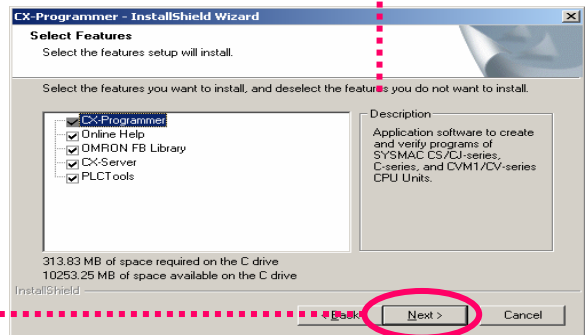 CX-Programmer - InstallShield Wizard
Select Features
Select the features setup will install.
Select the features you want to install, and deselect the features you do not want to install.
CX-Programmer
Online Help
OMRON FB Library
CX-Server
PLCTools
Description
Application software to create
and verify programs of
SYSMAC CS/CJ-series,
C-series, and CVM1/CV-series
CPU Units.
313.83 MB of space required on the C drive
10253.25 MB of space available on the C drive
InstallShield
< Back
Next >
Cancel